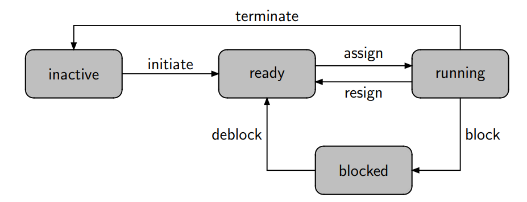 terminate
inactive
initiate
ready
assign
resign
running
deblock
block
blocked